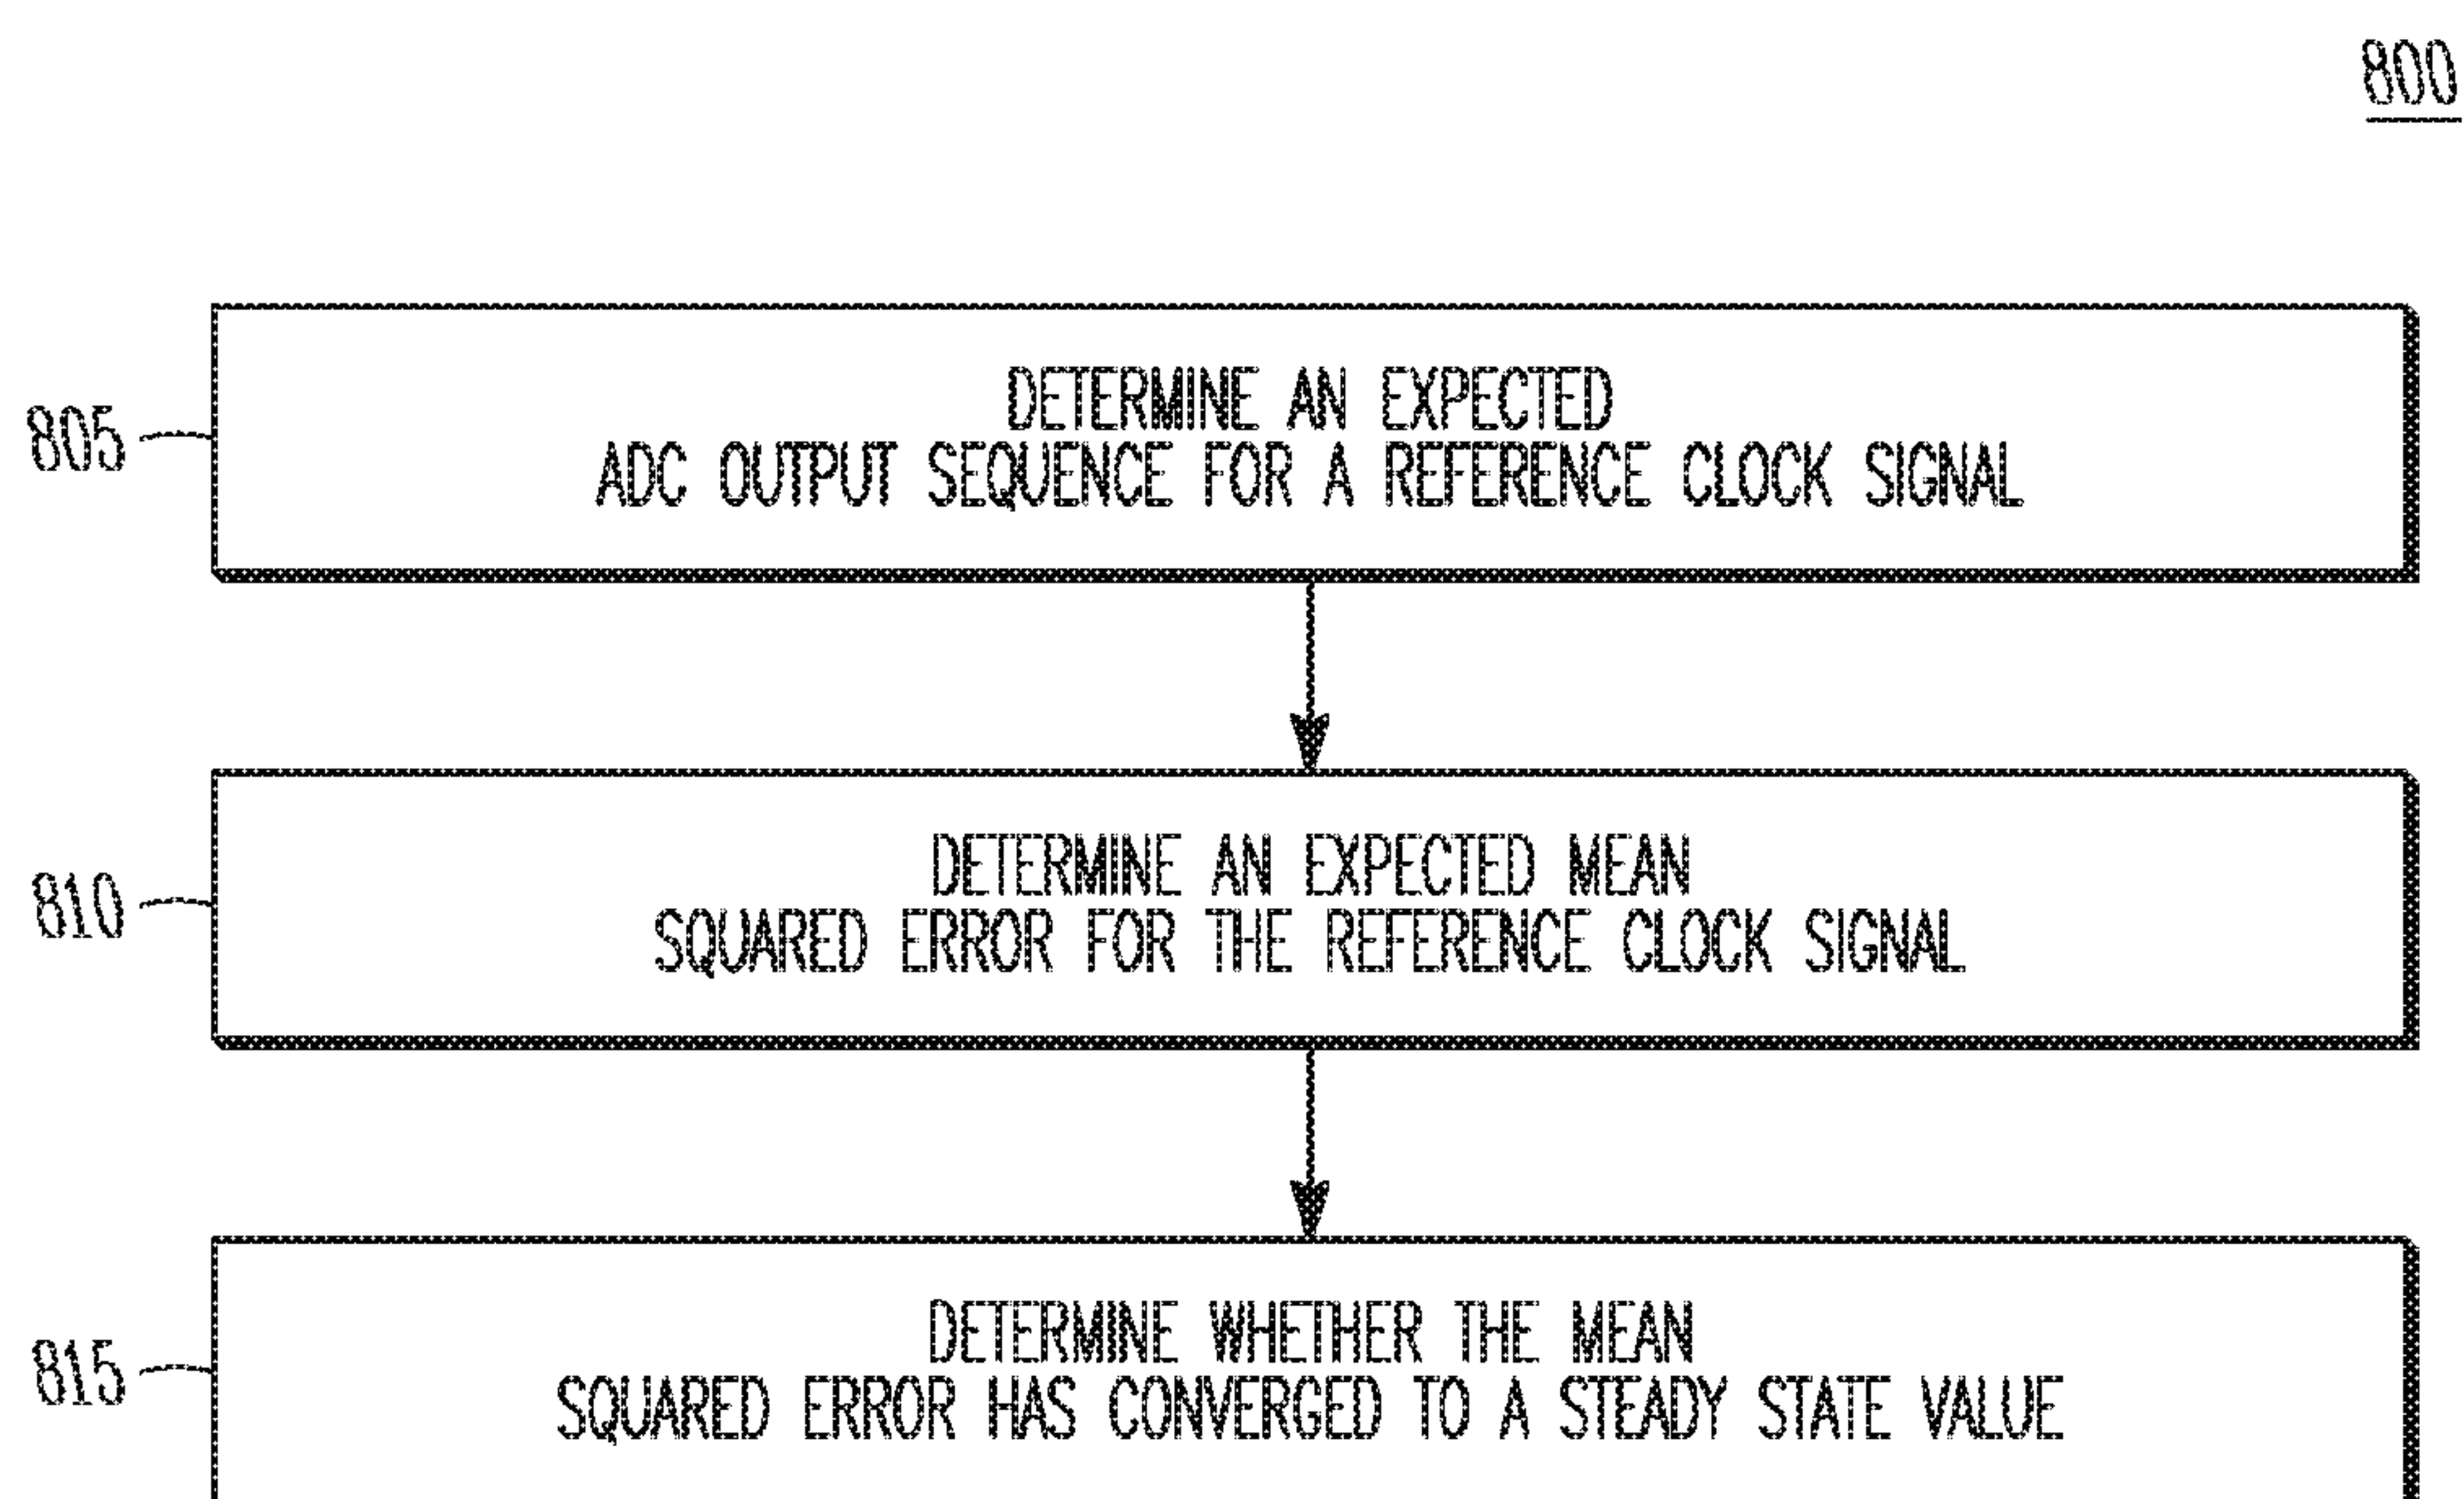 800
805
DETERMINE AN EXPECTED
ADC OUTPUT SEQUENCE FOR A REFERENCE CLOCK SIGNAL
810
DETERMINE AN EXPECTED MEAN
SQUARED ERROR FOR THE REFERENCE CLOCK SIGNAL
815
DETERMINE WHETHER THE MEAN
SQUARED ERROR HAS CONVERGED TO A STEADY STATE VALUE